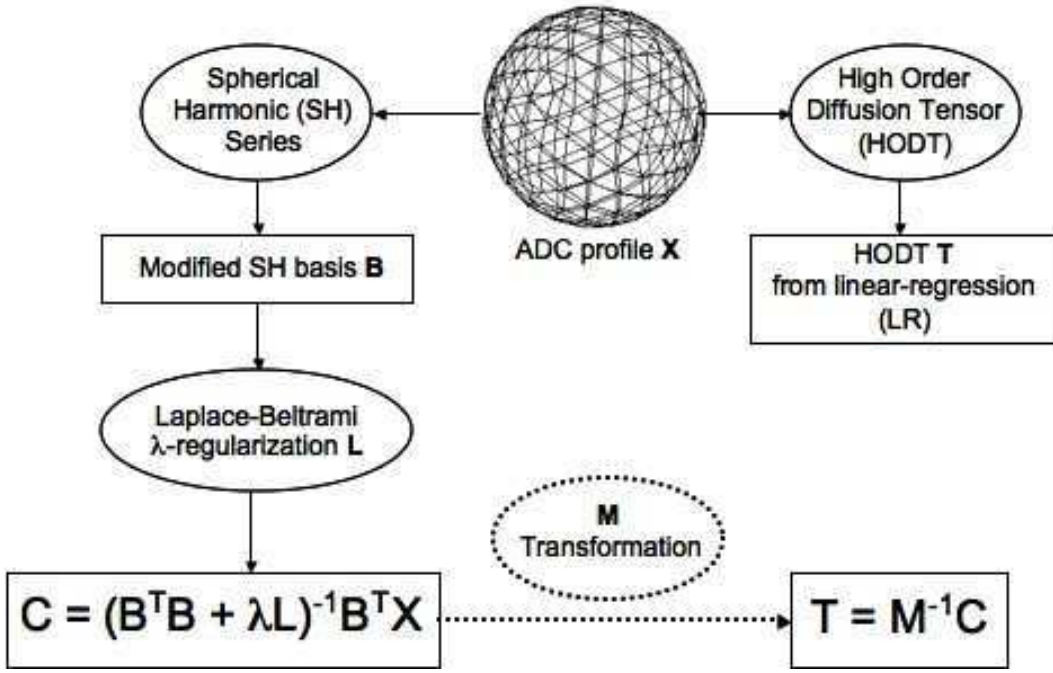 Spherical
Harmonic (SH)
Series
High Order
Diffusion Tensor
(HODT)
ADC profile X
Modified SH basis B
HODT T
from linear-regression
(LR)
Laplace-Beltrami
λ-regularization L
M
Transformation
C = (BᵀB + λL)⁻¹BᵀX
T = M⁻¹C